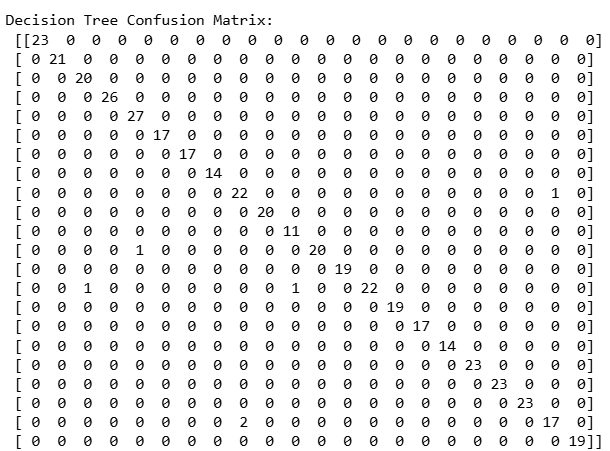 Decision Tree Confusion Matrix:
[[23  0  0  0  0  0  0  0  0  0  0  0  0  0  0  0  0  0  0  0  0  0]
[ 0 21  0  0  0  0  0  0  0  0  0  0  0  0  0  0  0  0  0  0  0  0]
[ 0  0 20  0  0  0  0  0  0  0  0  0  0  0  0  0  0  0  0  0  0  0]
[ 0  0  0 26  0  0  0  0  0  0  0  0  0  0  0  0  0  0  0  0  0  0]
[ 0  0  0  0 27  0  0  0  0  0  0  0  0  0  0  0  0  0  0  0  0  0]
[ 0  0  0  0  0 17  0  0  0  0  0  0  0  0  0  0  0  0  0  0  0  0]
[ 0  0  0  0  0  0 17  0  0  0  0  0  0  0  0  0  0  0  0  0  0  0]
[ 0  0  0  0  0  0  0 14  0  0  0  0  0  0  0  0  0  0  0  0  0  0]
[ 0  0  0  0  0  0  0  0 22  0  0  0  0  0  0  0  0  0  0  0  1  0]
[ 0  0  0  0  0  0  0  0  0 20  0  0  0  0  0  0  0  0  0  0  0  0]
[ 0  0  0  0  0  0  0  0  0  0 11  0  0  0  0  0  0  0  0  0  0  0]
[ 0  0  0  0  1  0  0  0  0  0  0 20  0  0  0  0  0  0  0  0  0  0]
[ 0  0  0  0  0  0  0  0  0  0  0  0 19  0  0  0  0  0  0  0  0  0]
[ 0  0  1  0  0  0  0  0  0  0  1  0  0 22  0  0  0  0  0  0  0  0]
[ 0  0  0  0  0  0  0  0  0  0  0  0  0  0 19  0  0  0  0  0  0  0]
[ 0  0  0  0  0  0  0  0  0  0  0  0  0  0  0 17  0  0  0  0  0  0]
[ 0  0  0  0  0  0  0  0  0  0  0  0  0  0  0  0 14  0  0  0  0  0]
[ 0  0  0  0  0  0  0  0  0  0  0  0  0  0  0  0  0 23  0  0  0  0]
[ 0  0  0  0  0  0  0  0  0  0  0  0  0  0  0  0  0  0 23  0  0  0]
[ 0  0  0  0  0  0  0  0  0  0  0  0  0  0  0  0  0  0  0 23  0  0]
[ 0  0  0  0  0  0  0  0  2  0  0  0  0  0  0  0  0  0  0  0 17  0]
[ 0  0  0  0  0  0  0  0  0  0  0  0  0  0  0  0  0  0  0  0  0 19]]